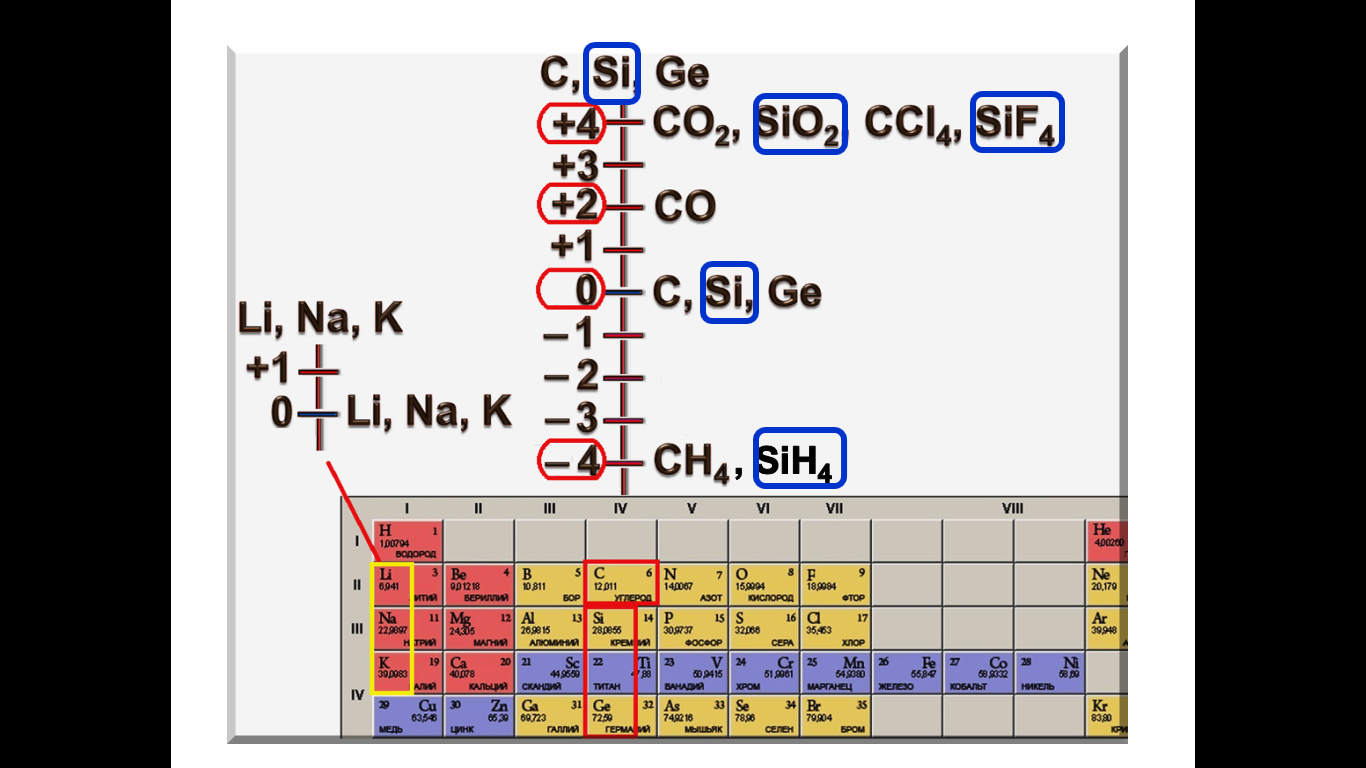 C, Si, Ge
+4 CO₂, SiO₂, CCl₄, SiF₄
+3
+2 CO
+1
0 C, Si, Ge
–1
–2
–3
–4 CH₄, SiH₄
Li, Na, K
+1
0 Li, Na, K
I II III IV V VI VII VIII
I
H 1 He
1,00794 4,00260
ВОДОРОД
II
Li 3 Be 4 B 5 C 6 N 7 O 8 F 9 Ne
6,941 9,01218 10,811 12,011 14,0067 15,9994 18,9984 20,179
ИТИЙ БЕРИЛЛИЙ БОР УГЛЕРОД АЗОТ КИСЛОРОД ФТОР
III
Na 11 Mg 12 Al 13 Si 14 P 15 S 16 Cl 17 Ar
22,9897 24,305 26,9815 28,0855 30,9737 32,066 35,453 39,948
МАГНИЙ АЛЮМИНИЙ КРЕМНИЙ ФОСФОР СЕРА ХЛОР
IV
K 19 Ca 20 21 Sc 22 Ti 23 V 24 Cr 25 Mn 26 Fe 27 Co 28 Ni
39,0983 40,078 44,9559 7,88 50,9415 51,9961 54,9380 55,847 58,9332 58,69
АЛИЙ КАЛЬЦИЙ СКАНДИЙ ТИТАН ВАНАДИЙ ХРОМ МАРГАНЕЦ ЖЕЛЕЗО КОБАЛЬТ НИКЕЛЬ
29 Cu 30 Zn Ga 31 Ge 32 As 33 Se 34 Br 35 Kr
63,546 65,39 69,723 72,59 74,9216 78,96 79,904 83,80
МЕДЬ ЦИНК ГАЛЛИЙ ГЕРМАНИЙ МЫШЬЯК СЕЛЕН БРОМ КРИ